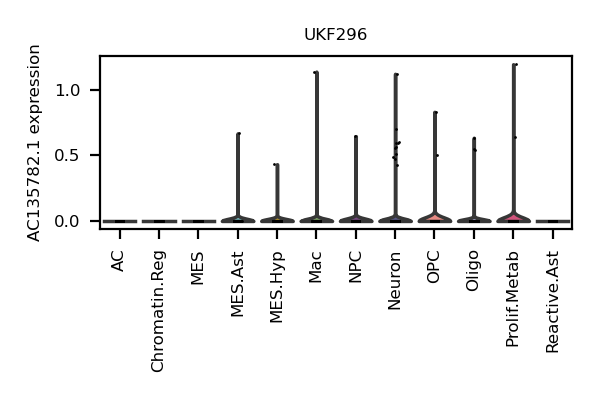 UKF296
AC135782.1 expression
1.0
0.5
0.0
AC
Chromatin.Reg
MES
MES.Ast
MES.Hyp
Mac
NPC
Neuron
OPC
Oligo
Prolif.Metab
Reactive.Ast